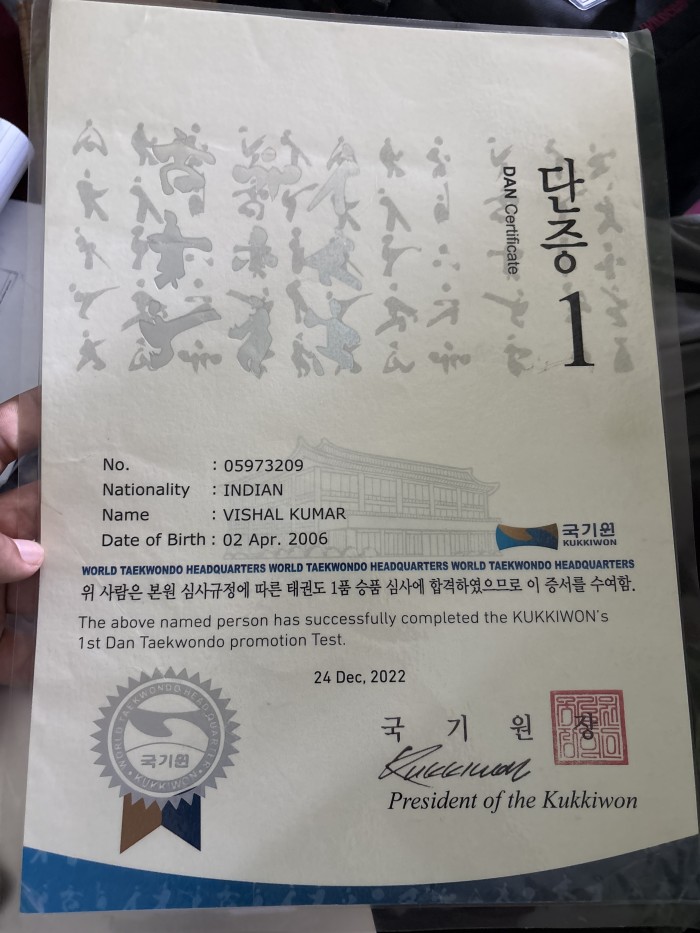 단증
DAN Certificate
1
No. : 05973209
Nationality : INDIAN
Name : VISHAL KUMAR
Date of Birth : 02 Apr. 2006
국기원
KUKKIWON
WORLD TAEKWONDO HEADQUARTERS WORLD TAEKWONDO HEADQUARTERS WORLD TAEKWONDO HEADQUARTERS
위 사람은 본원 심사규정에 따른 태권도 1품 승품 심사에 합격하였으므로 이 증서를 수여함.
The above named person has successfully completed the KUKKIWON's
1st Dan Taekwondo promotion Test.
24 Dec, 2022
WORLD TAEKWONDO HEADQUARTERS
국기원
KUKKIWON
국 기 원 장
Kukkiwon
President of the Kukkiwon